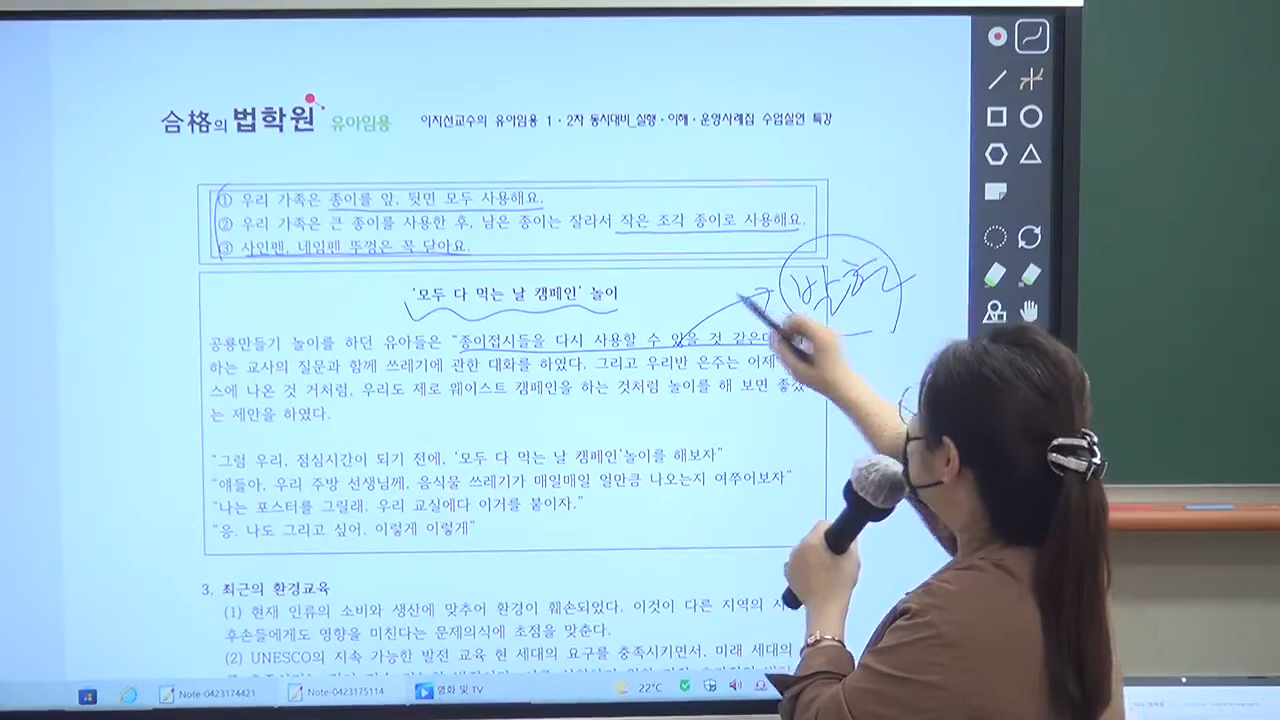 合格의 법학원 유아임용
이지선교수의 유아임용 1·2차 동시대비_실행·이해·운영사례집 수업실연 특강
① 우리 가족은 종이를 앞, 뒷면 모두 사용해요.
② 우리 가족은 큰 종이를 사용한 후, 남은 종이는 잘라서 작은 조각 종이로 사용해요.
③ 사인펜, 네임펜 뚜껑은 꼭 닫아요.
'모두 다 먹는 날 캠페인' 놀이
공룡만들기 놀이를 하던 유아들은 "종이접시들을 다시 사용할 수 있을 것 같은데
하는 교사의 질문과 함께 쓰레기에 관한 대화를 하였다. 그리고 우리반 은주는 어제
스에 나온 것 거처럼, 우리도 제로 웨이스트 캠페인을 하는 것처럼 놀이를 해 보면 좋겠
는 제안을 하였다.
"그럼 우리, 점심시간이 되기 전에, '모두 다 먹는 날 캠페인'놀이를 해보자"
"얘들아, 우리 주방 선생님께, 음식물 쓰레기가 매일매일 얼만큼 나오는지 여쭈어보자"
"나는 포스터를 그릴래. 우리 교실에다 이거를 붙이자."
"응. 나도 그리고 싶어. 이렇게 이렇게"
3. 최근의 환경교육
(1) 현재 인류의 소비와 생산에 맞추어 환경이 훼손되었다. 이것이 다른 지역의
후손들에게도 영향을 미친다는 문제의식에 초점을 맞춘다.
(2) UNESCO의 지속 가능한 발전 교육 현 세대의 요구를 충족시키면서, 미래 세대의
Note-0423174421
Note-0423175114
영화 및 TV
22°C